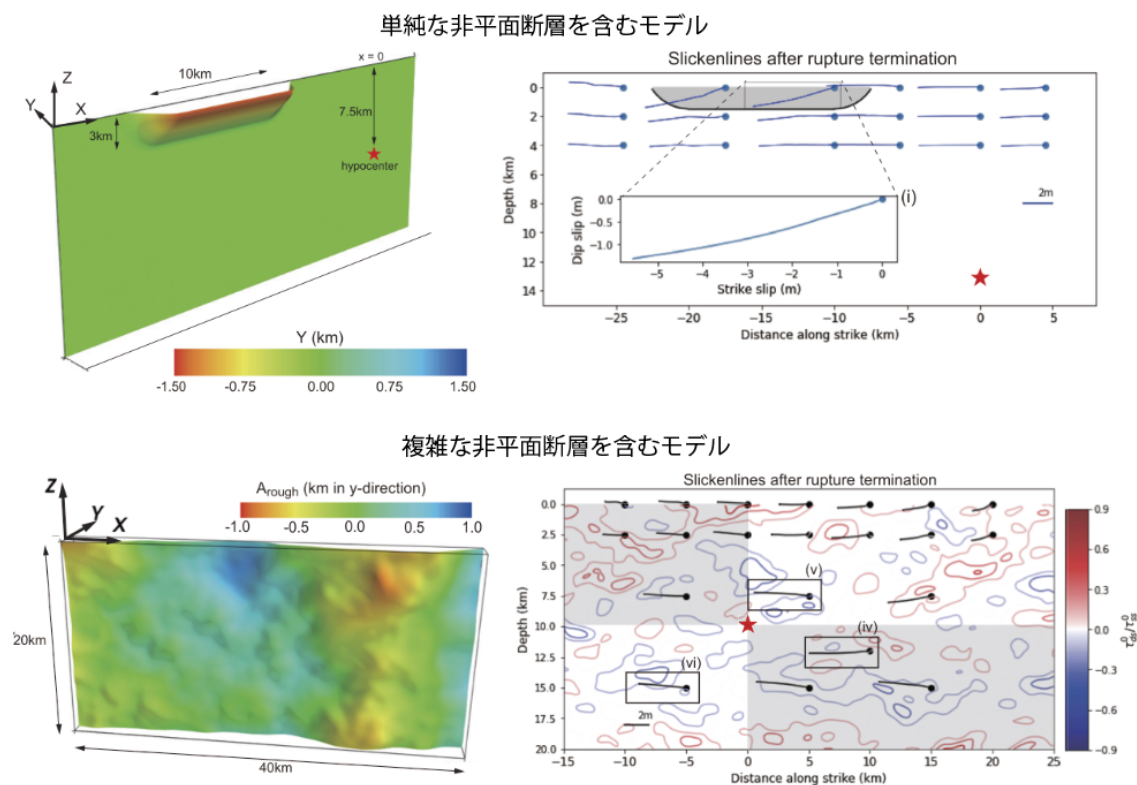 単純な非平面断層を含むモデル
Z
Y
X
10km
3km
x = 0
7.5km
hypocenter
Y (km)
-1.50
-0.75
0.00
0.75
1.50
Slickenlines after rupture termination
Depth (km)
0
2
4
6
8
10
12
14
Dip slip (m)
0.0
−0.5
−1.0
(i)
−5
−4
−3
−2
−1
0
Strike slip (m)
2m
−25
−20
−15
−10
−5
0
5
Distance along strike (km)
複雑な非平面断層を含むモデル
Z
Y
X
Arough (km in y-direction)
-1.0
-0.5
0.0
0.5
1.0
20km
40km
Slickenlines after rupture termination
Depth (km)
0.0
2.5
5.0
7.5
10.0
12.5
15.0
17.5
20.0
(v)
(iv)
(vi)
2m
−15
−10
−5
0
5
10
15
20
25
Distance along strike (km)
0.9
0.6
0.3
0.0
−0.3
−0.6
−0.9